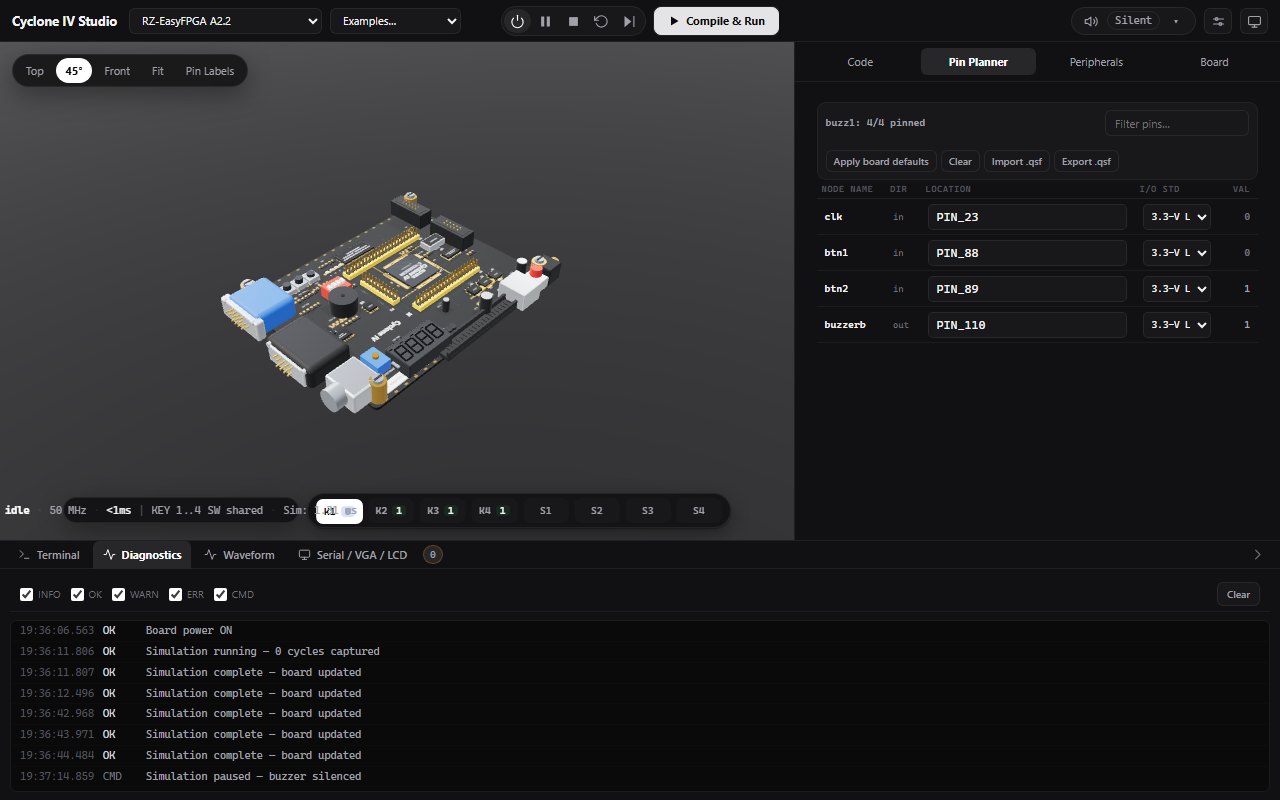 Cyclone IV Studio
RZ-EasyFPGA A2.2
Examples...
Compile & Run
Silent
Top 45° Front Fit Pin Labels
Code Pin Planner Peripherals Board
buzz1: 4/4 pinned
Filter pins...
Apply board defaults Clear Import .qsf Export .qsf
NODE NAME DIR LOCATION I/O STD VAL
clk in PIN_23 3.3-V L 0
btn1 in PIN_88 3.3-V L 0
btn2 in PIN_89 3.3-V L 1
buzzerb out PIN_110 3.3-V L 1
Cyclone IV
idle · 50 MHz · <1ms | KEY 1..4 SW shared · Sim:
K1 K2 1 K3 1 K4 1 S1 S2 S3 S4
Terminal Diagnostics Waveform Serial / VGA / LCD 0
INFO OK WARN ERR CMD Clear
19:36:06.563 OK Board power ON
19:36:11.806 OK Simulation running — 0 cycles captured
19:36:11.807 OK Simulation complete — board updated
19:36:12.496 OK Simulation complete — board updated
19:36:42.968 OK Simulation complete — board updated
19:36:43.971 OK Simulation complete — board updated
19:36:44.484 OK Simulation complete — board updated
19:37:14.859 CMD Simulation paused — buzzer silenced